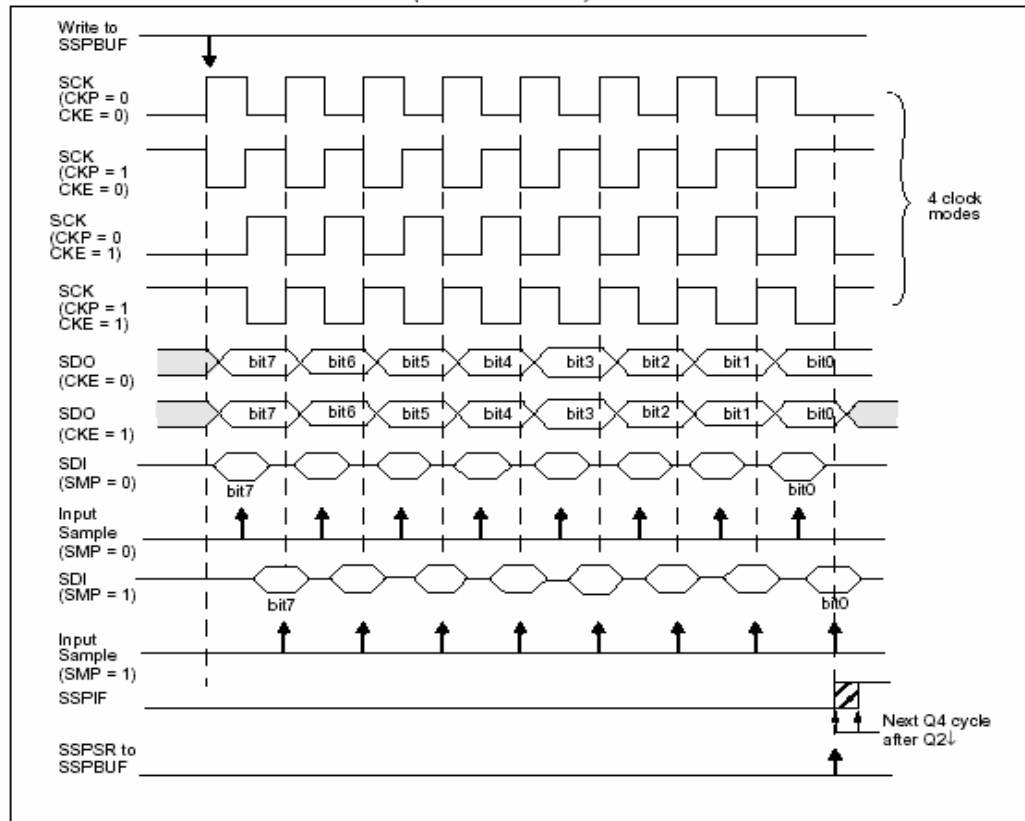 Write to
SSPBUF
SCK
(CKP = 0
CKE = 0)
SCK
(CKP = 1
CKE = 0)
SCK
(CKP = 0
CKE = 1)
SCK
(CKP = 1
CKE = 1)
4 clock
modes
SDO
(CKE = 0)
bit7 bit6 bit5 bit4 bit3 bit2 bit1 bit0
SDO
(CKE = 1)
bit7 bit6 bit5 bit4 bit3 bit2 bit1 bit0
SDI
(SMP = 0)
bit7 bit0
Input
Sample
(SMP = 0)
SDI
(SMP = 1)
bit7 bit0
Input
Sample
(SMP = 1)
SSPIF
Next Q4 cycle
after Q2↓
SSPSR to
SSPBUF